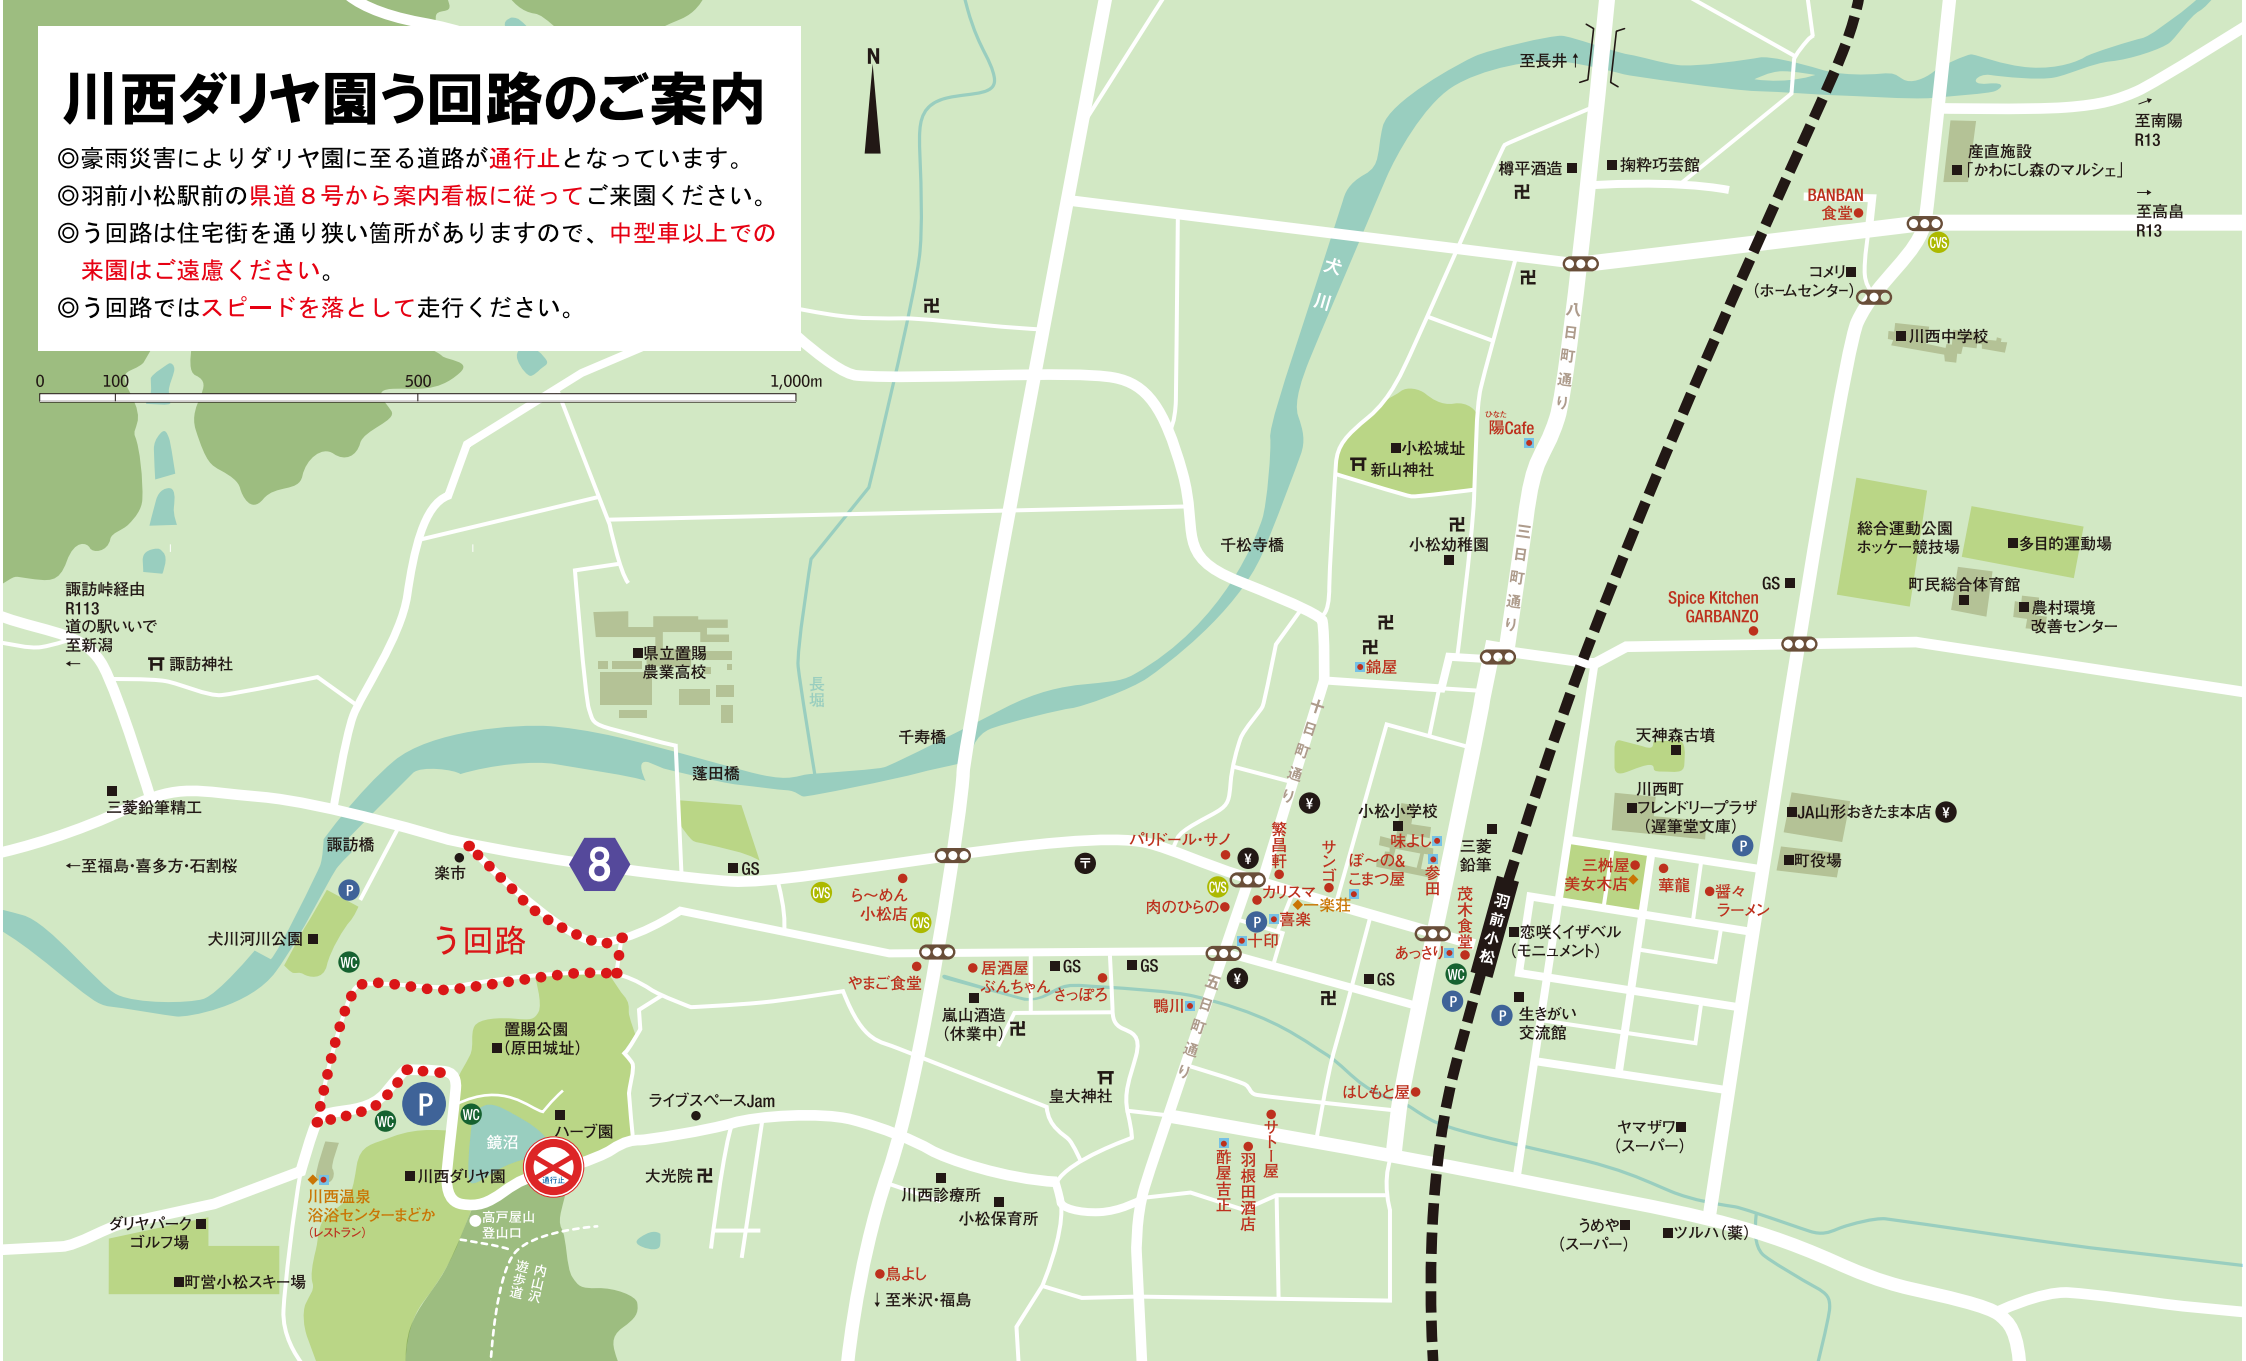 川西ダリヤ園う回路のご案内
◎豪雨災害によりダリヤ園に至る道路が通行止となっています。
◎羽前小松駅前の県道８号から案内看板に従ってご来園ください。
◎う回路は住宅街を通り狭い箇所がありますので、中型車以上での
来園はご遠慮ください。
◎う回路ではスピードを落として走行ください。
0 100 500 1,000m
N
至長井↑
樽平酒造
掬粋巧芸館
→
至南陽
R13
産直施設
「かわにし森のマルシェ」
→
至高畠
R13
BANBAN
食堂
CVS
コメリ
（ホームセンター）
川西中学校
犬川
八日町通り
ひなた
陽Cafe
小松城址
新山神社
千松寺橋
小松幼稚園
三日町通り
総合運動公園
ホッケー競技場
多目的運動場
町民総合体育館
農村環境
改善センター
GS
Spice Kitchen
GARBANZO
諏訪峠経由
R113
道の駅いいで
至新潟
←
諏訪神社
県立置賜
農業高校
長堀
錦屋
千寿橋
蓬田橋
十日町通り
天神森古墳
川西町
フレンドリープラザ
（遅筆堂文庫）
P
JA山形おきたま本店
¥
町役場
三菱鉛筆精工
諏訪橋
←至福島・喜多方・石割桜
P
楽市
8
GS
CVS
ら〜めん
小松店
CVS
〒
パリドール・サノ
¥
¥
繁昌軒
サンゴ
小松小学校
味よし
ぼ〜の&
こまつ屋
参田
三菱
鉛筆
茂木食堂
三桝屋
美女木店
華龍
醤々
ラーメン
CVS
カリスマ
一楽荘
肉のひらの
P
喜楽
十印
羽前小松
恋咲くイザベル
（モニュメント）
あっさり
WC
P
P
生きがい
交流館
犬川河川公園
WC
う回路
やまご食堂
居酒屋
ぶんちゃん
GS
さっぽろ
GS
¥
GS
鴨川
五日町通り
嵐山酒造
（休業中）
置賜公園
（原田城址）
皇大神社
はしもと屋
ライブスペースJam
P
WC
WC
鏡沼
ハーブ園
通行止
川西ダリヤ園
大光院
サトー屋
酢屋吉正
羽根田酒店
ヤマザワ
（スーパー）
川西温泉
浴浴センターまどか
（レストラン）
高戸屋山
登山口
川西診療所
小松保育所
うめや
（スーパー）
ツルハ（薬）
ダリヤパーク
ゴルフ場
町営小松スキー場
内山沢
遊歩道
鳥よし
↓至米沢・福島